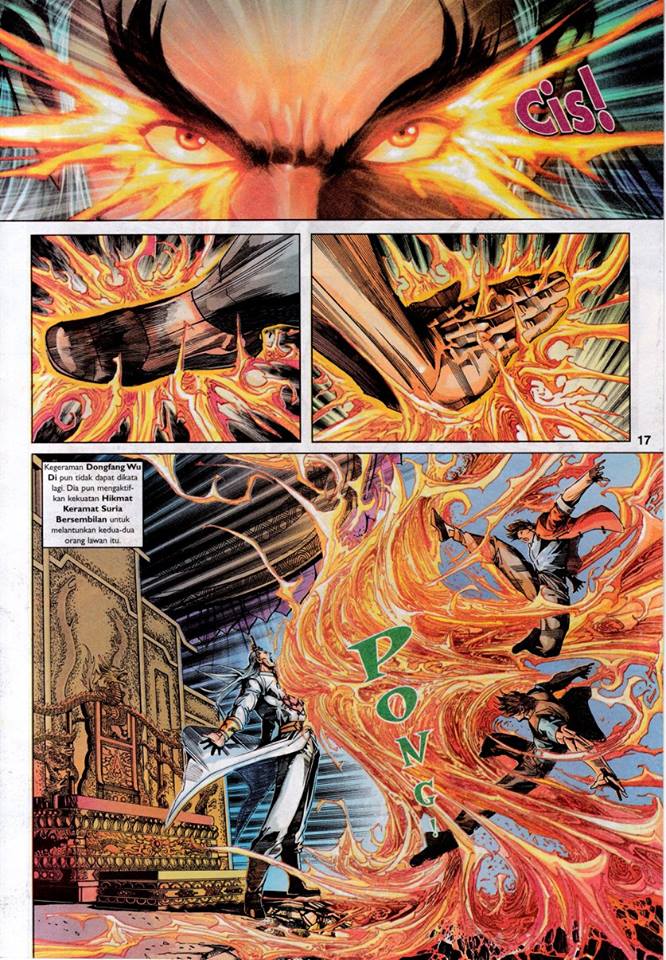 Cis!
17
Kegeraman Dongfang Wu
Di pun tidak dapat dikata
lagi. Dia pun mengaktif-
kan kekuatan Hikmat
Keramat Suria
Bersembilan untuk
melantunkan kedua-dua
orang lawan itu.
PONG!